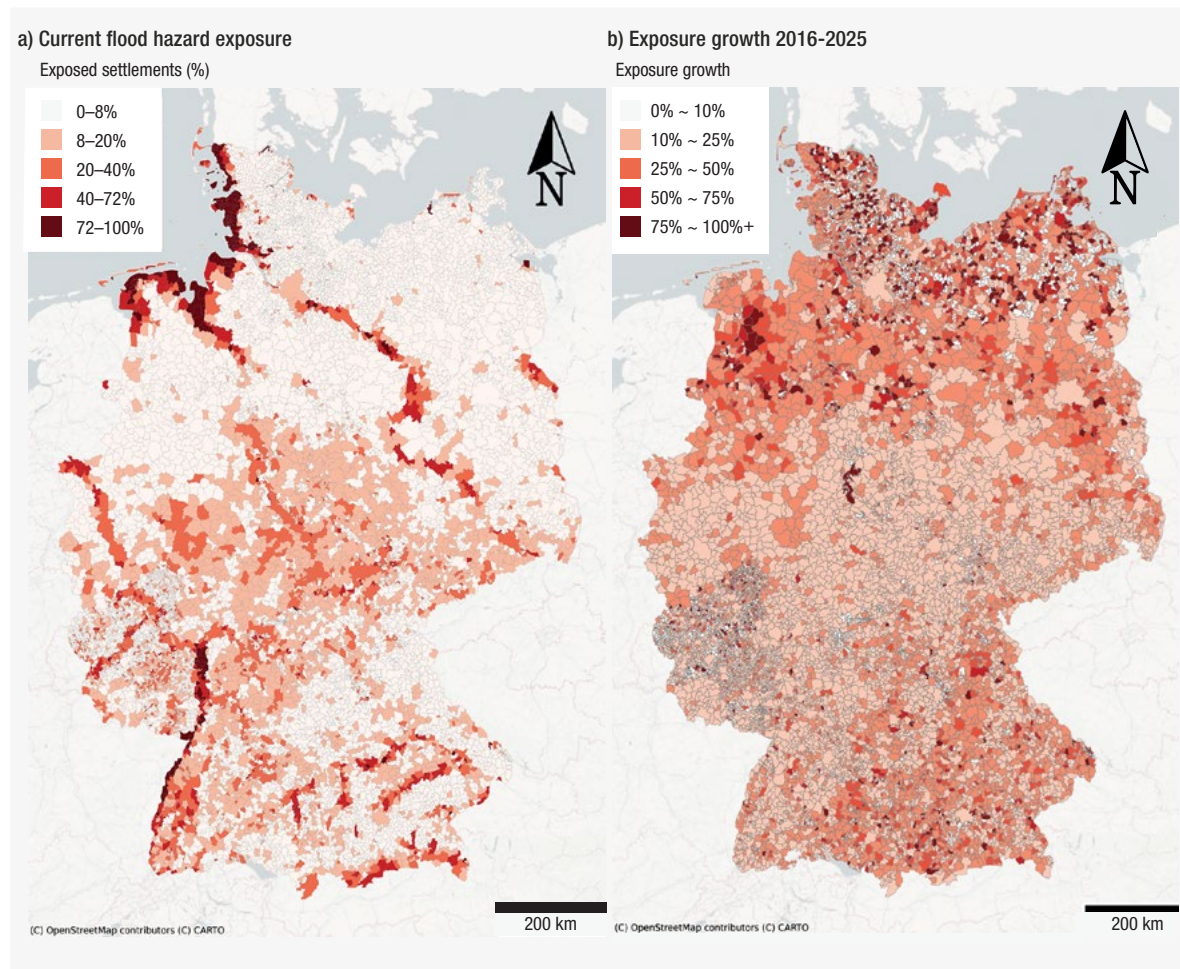 a) Current flood hazard exposure
Exposed settlements (%)
0–8%
8–20%
20–40%
40–72%
72–100%
N
200 km
(C) OpenStreetMap contributors (C) CARTO
b) Exposure growth 2016-2025
Exposure growth
0% ~ 10%
10% ~ 25%
25% ~ 50%
50% ~ 75%
75% ~ 100%+
N
200 km
(C) OpenStreetMap contributors (C) CARTO